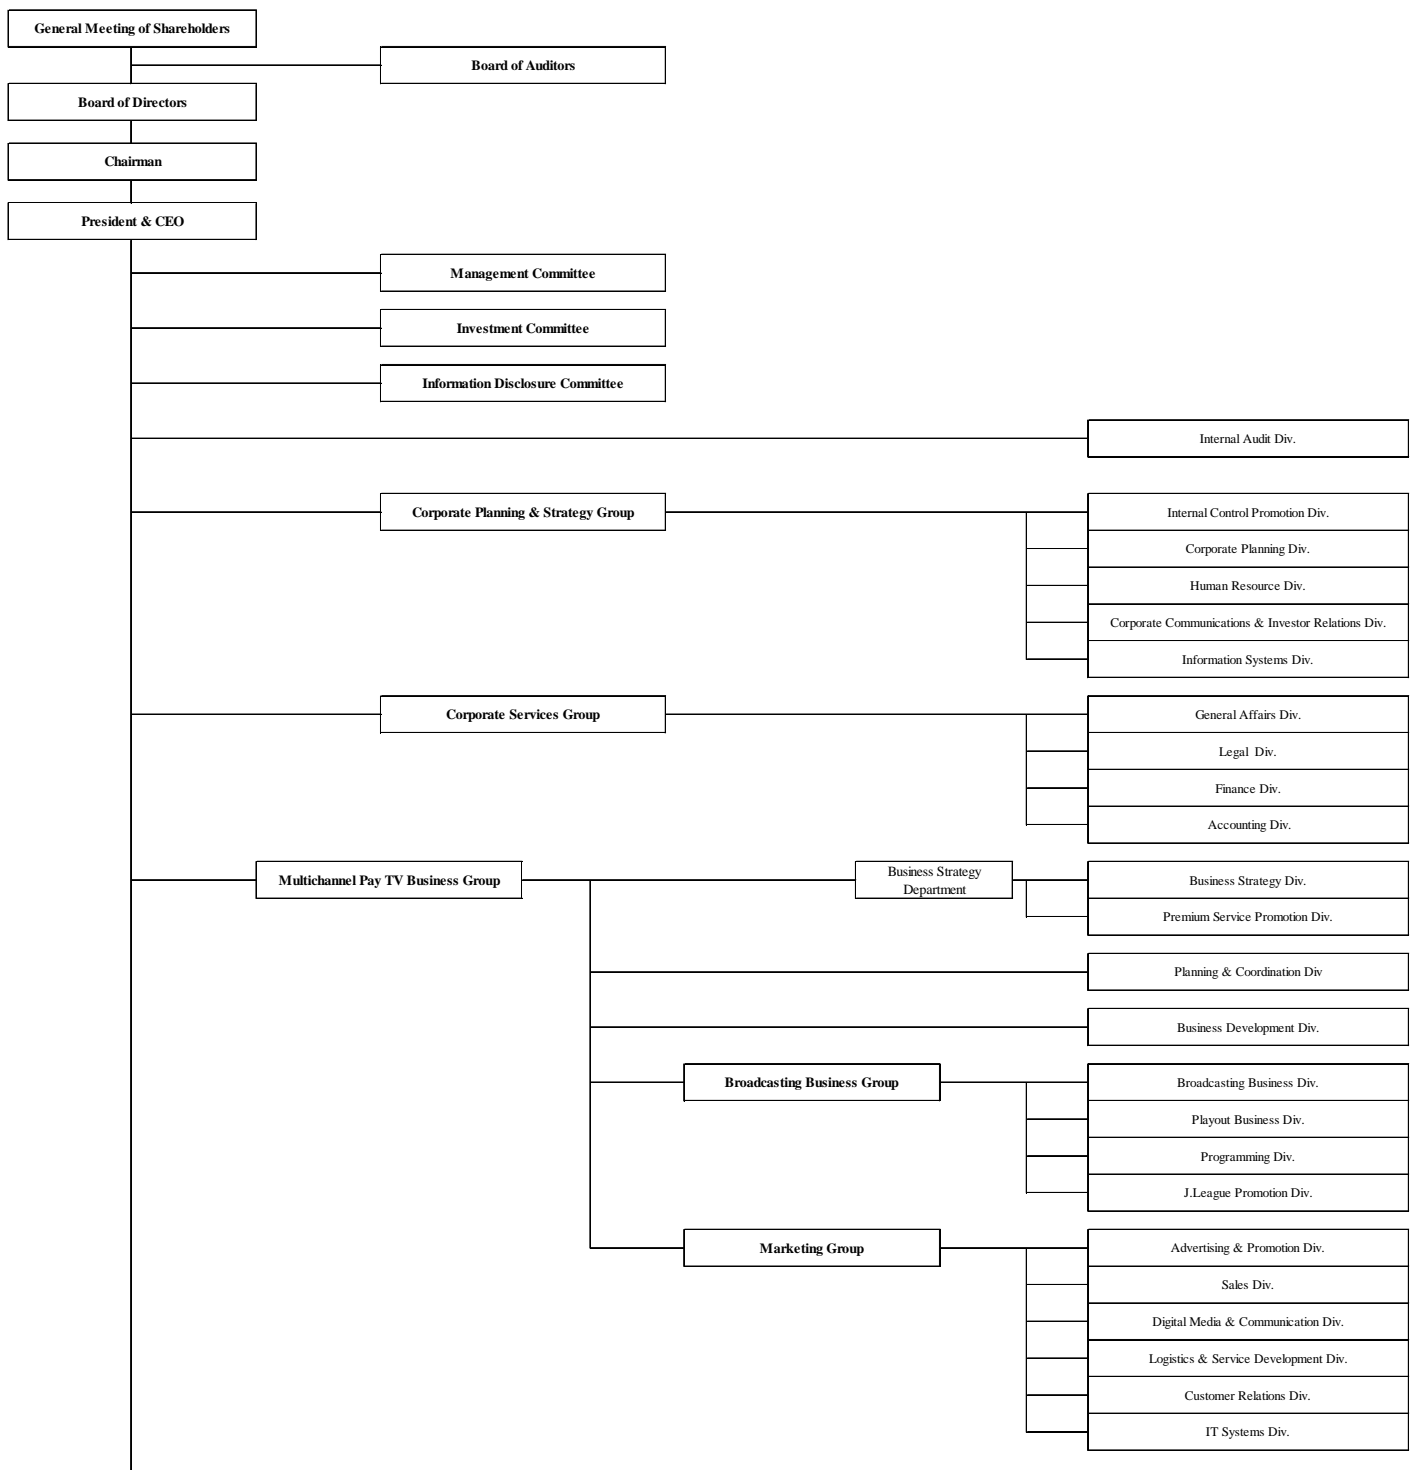 General Meeting of Shareholders
Board of Auditors
Board of Directors
Chairman
President & CEO
Management Committee
Investment Committee
Information Disclosure Committee
Internal Audit Div.
Corporate Planning & Strategy Group
Internal Control Promotion Div.
Corporate Planning Div.
Human Resource Div.
Corporate Communications & Investor Relations Div.
Information Systems Div.
Corporate Services Group
General Affairs Div.
Legal  Div.
Finance Div.
Accounting Div.
Multichannel Pay TV Business Group
Business Strategy
Department
Business Strategy Div.
Premium Service Promotion Div.
Planning & Coordination Div
Business Development Div.
Broadcasting Business Group
Broadcasting Business Div.
Playout Business Div.
Programming Div.
J.League Promotion Div.
Marketing Group
Advertising & Promotion Div.
Sales Div.
Digital Media & Communication Div.
Logistics & Service Development Div.
Customer Relations Div.
IT Systems Div.